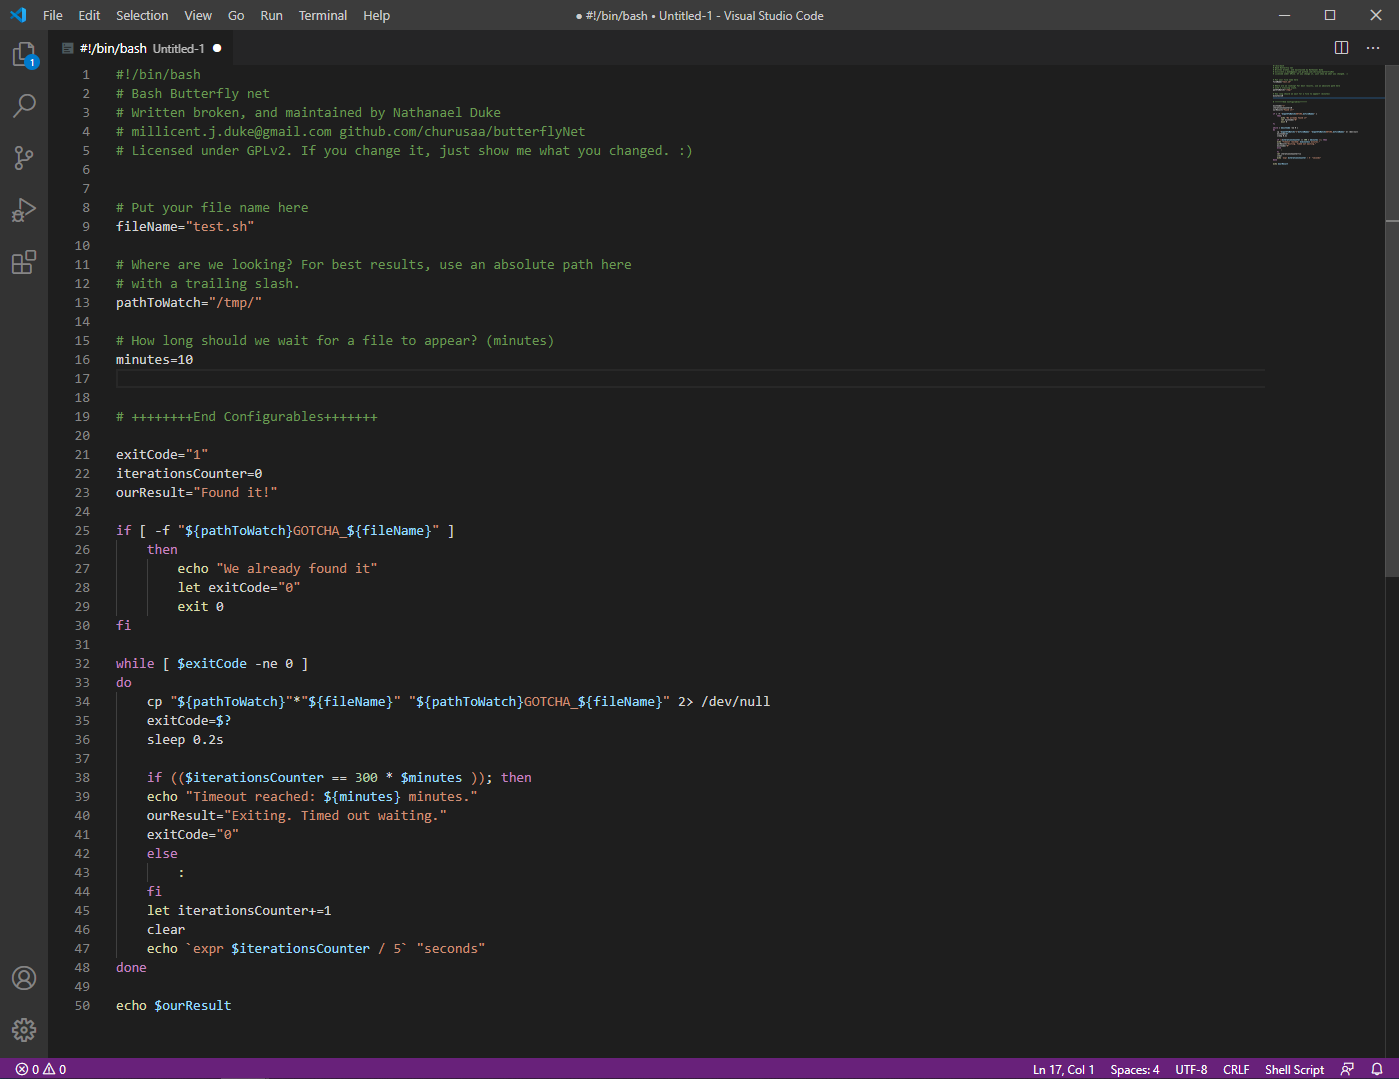 File Edit Selection View Go Run Terminal Help ● #!/bin/bash • Untitled-1 - Visual Studio Code
#!/bin/bash Untitled-1 ●
1 #!/bin/bash
2 # Bash Butterfly net
3 # Written broken, and maintained by Nathanael Duke
4 # millicent.j.duke@gmail.com github.com/churusaa/butterflyNet
5 # Licensed under GPLv2. If you change it, just show me what you changed. :)
6
7
8 # Put your file name here
9 fileName="test.sh"
10
11 # Where are we looking? For best results, use an absolute path here
12 # with a trailing slash.
13 pathToWatch="/tmp/"
14
15 # How long should we wait for a file to appear? (minutes)
16 minutes=10
17
18
19 # ++++++++End Configurables+++++++
20
21 exitCode="1"
22 iterationsCounter=0
23 ourResult="Found it!"
24
25 if [ -f "${pathToWatch}GOTCHA_${fileName}" ]
26     then
27         echo "We already found it"
28         let exitCode="0"
29         exit 0
30 fi
31
32 while [ $exitCode -ne 0 ]
33 do
34     cp "${pathToWatch}"*"${fileName}" "${pathToWatch}GOTCHA_${fileName}" 2> /dev/null
35     exitCode=$?
36     sleep 0.2s
37
38     if (($iterationsCounter == 300 * $minutes )); then
39     echo "Timeout reached: ${minutes} minutes."
40     ourResult="Exiting. Timed out waiting."
41     exitCode="0"
42     else
43         :
44     fi
45     let iterationsCounter+=1
46     clear
47     echo `expr $iterationsCounter / 5` "seconds"
48 done
49
50 echo $ourResult
1
0 0 Ln 17, Col 1 Spaces: 4 UTF-8 CRLF Shell Script